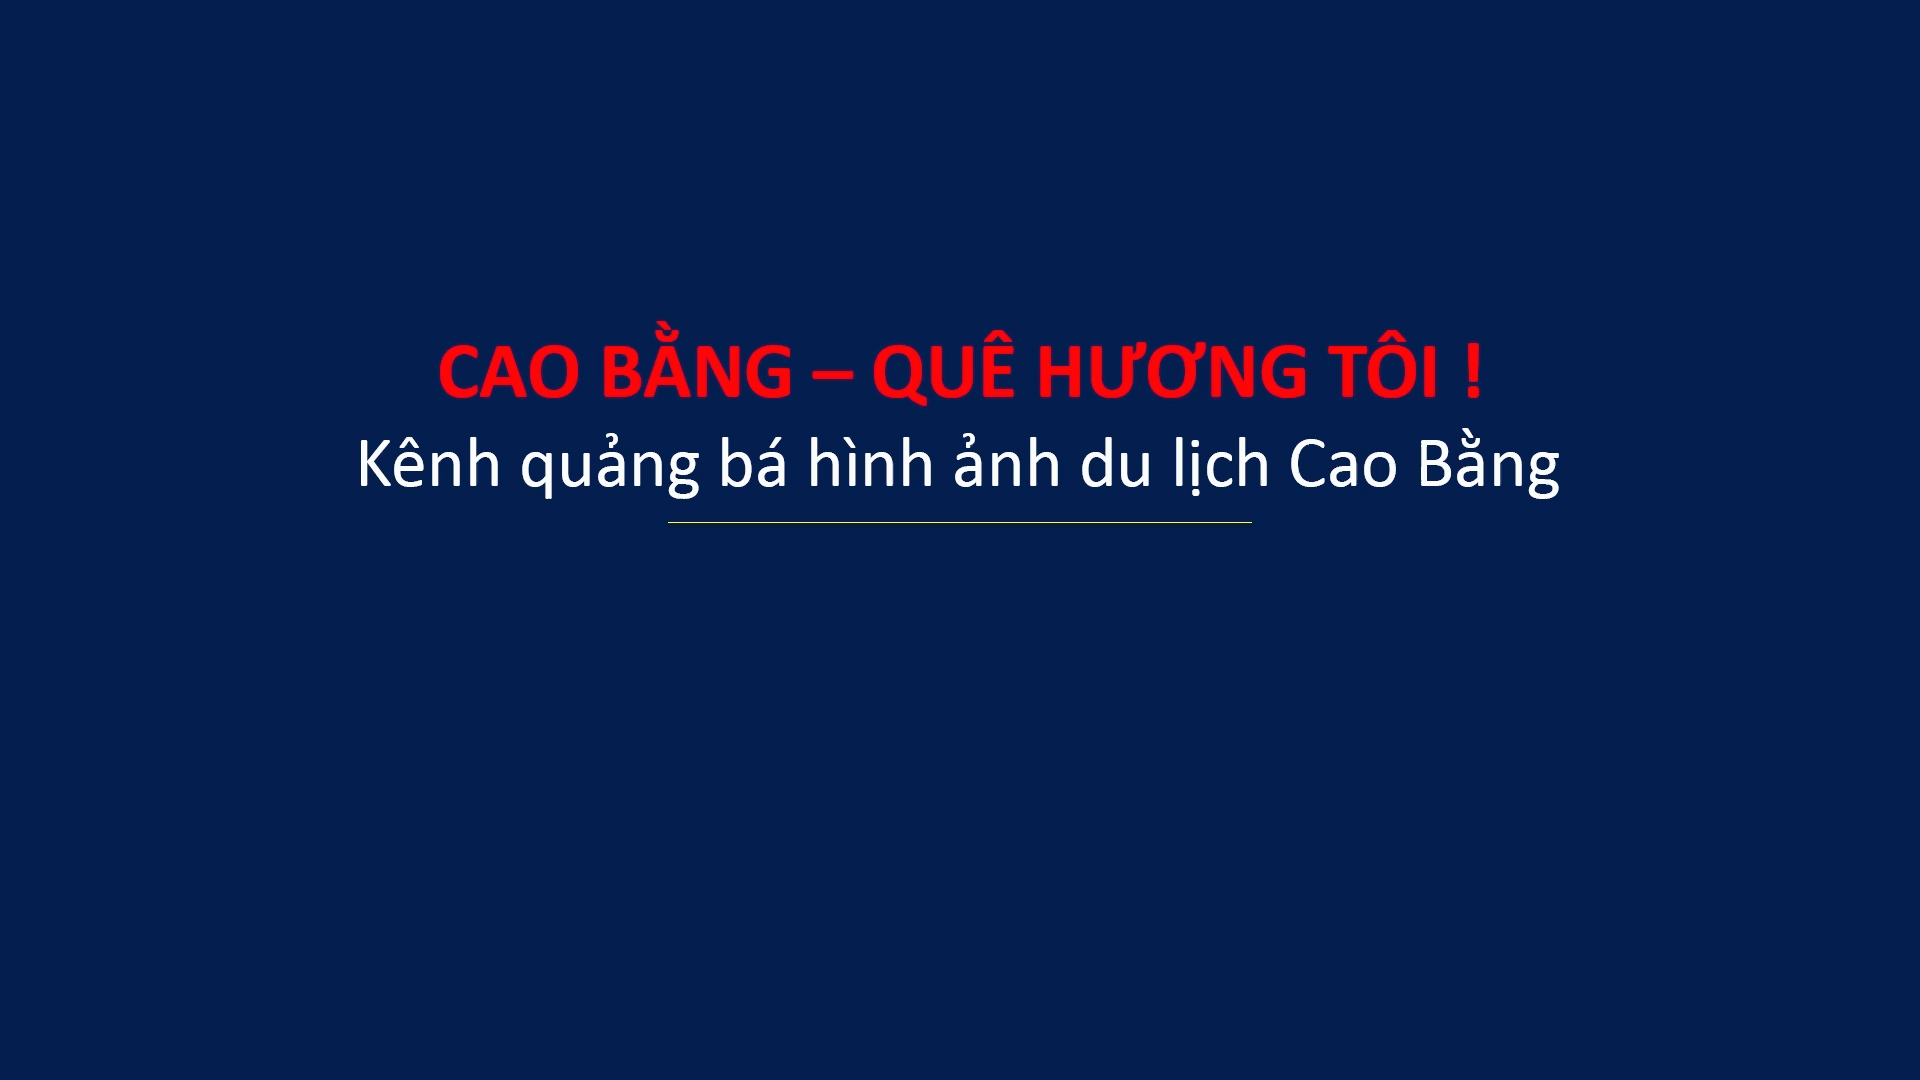 CAO BẰNG – QUÊ HƯƠNG TÔI !
Kênh quảng bá hình ảnh du lịch Cao Bằng